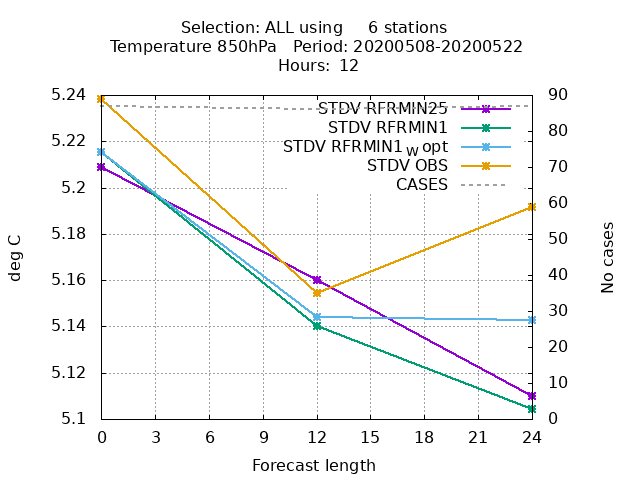 Selection: ALL using 6 stations
Temperature 850hPa Period: 20200508-20200522
Hours: 12
STDV RFRMIN25
STDV RFRMIN1
STDV RFRMIN1 w opt
STDV OBS
CASES
deg C
5.24
5.22
5.2
5.18
5.16
5.14
5.12
5.1
90
80
70
60
50
40
30
20
10
0
No cases
0 3 6 9 12 15 18 21 24
Forecast length